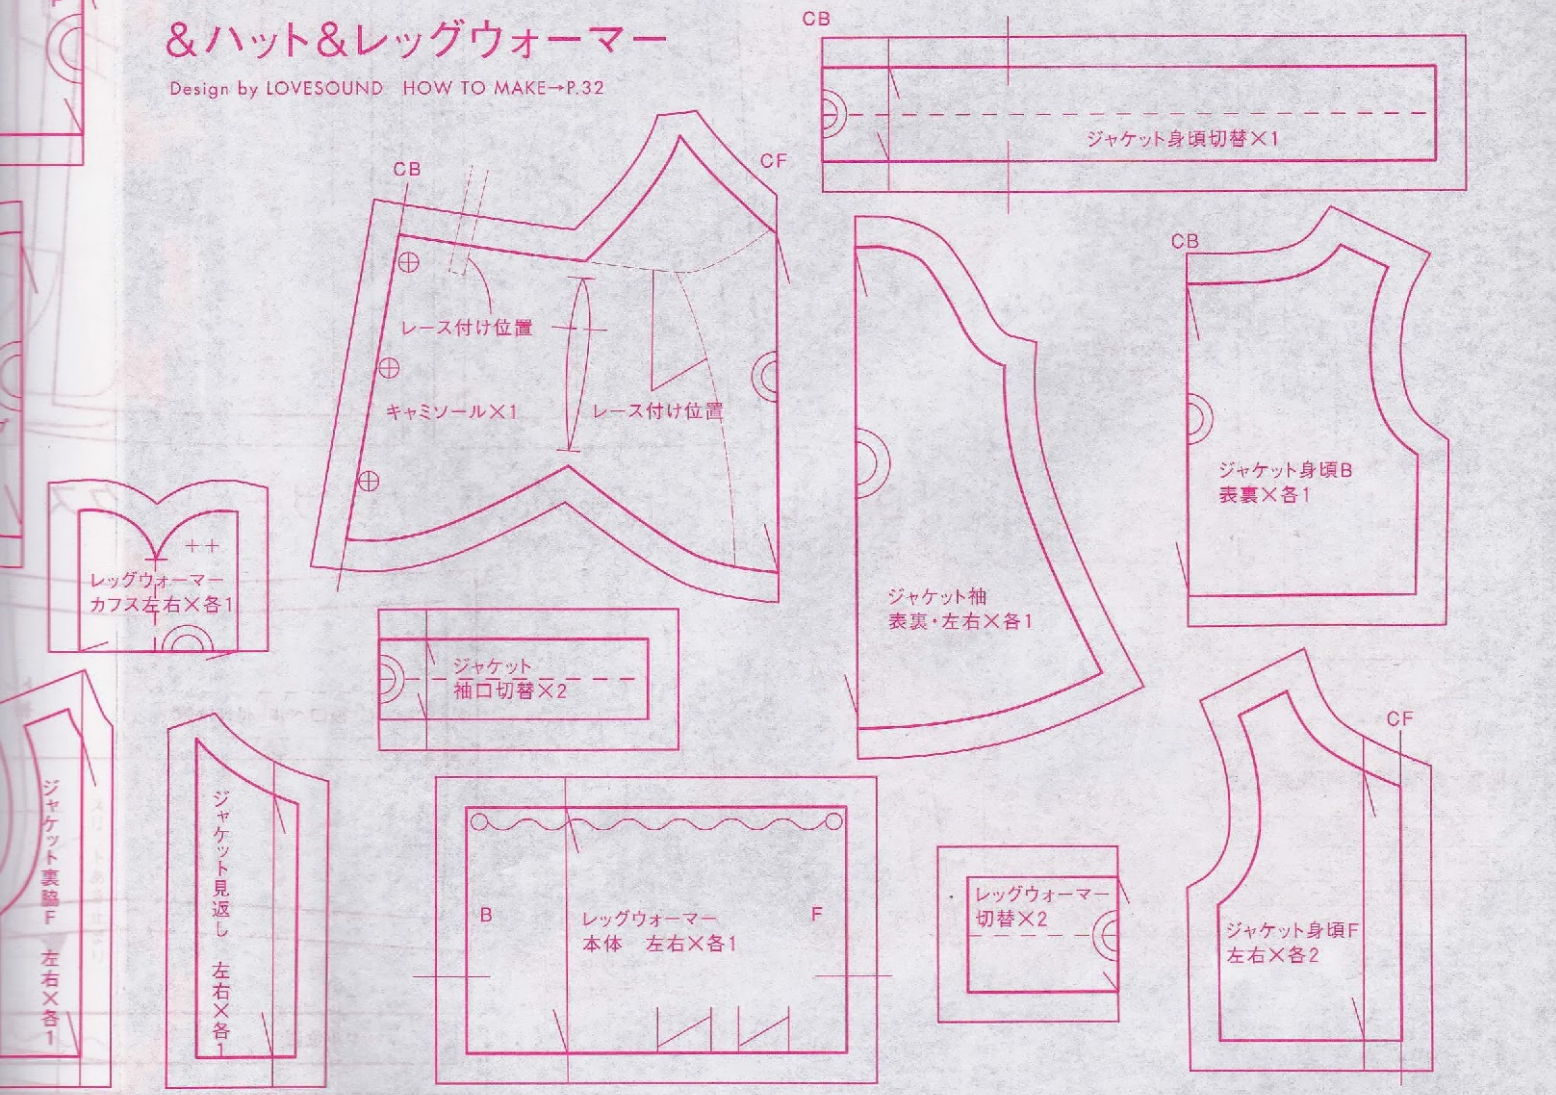 &ハット&レッグウォーマー
Design by LOVESOUND HOW TO MAKE→P.32
CB
ジャケット身頃切替×1
CB
CF
レース付け位置
キャミソール×1
レース付け位置
CB
ジャケット身頃B
表裏×各1
レッグウォーマー
カフス左右×各1
ジャケット袖
表裏・左右×各1
ジャケット
袖口切替×2
ジャケット裏脇F 左右×各1
ジャケット見返し 左右×各1
B
F
レッグウォーマー
本体 左右×各1
レッグウォーマー
切替×2
CF
ジャケット身頃F
左右×各2